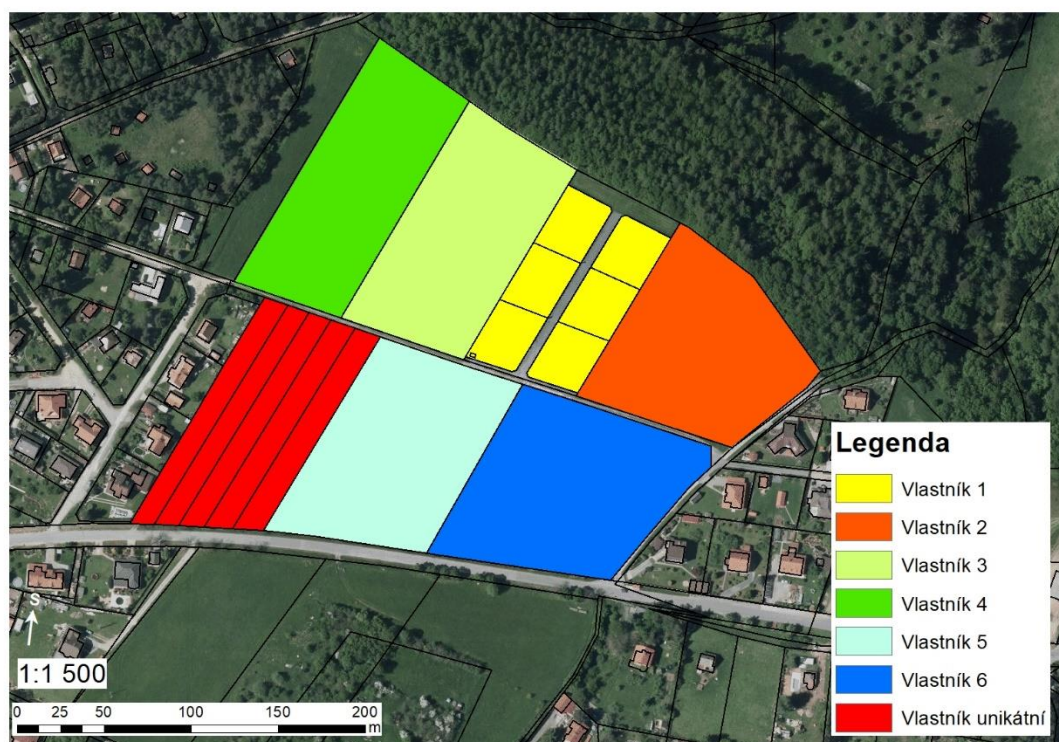 Legenda
Vlastník 1
Vlastník 2
Vlastník 3
Vlastník 4
Vlastník 5
Vlastník 6
Vlastník unikátní
S
1:1 500
0 25 50 100 150 200
m